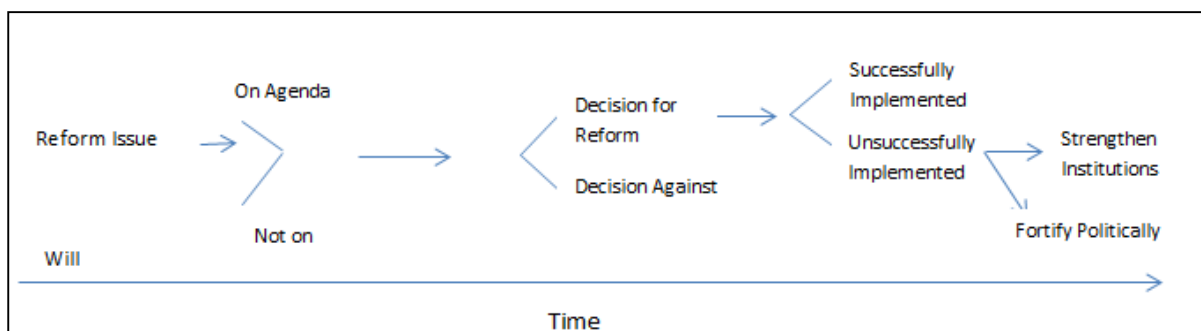 Reform Issue
On Agenda
Not on
Decision for
Reform
Decision Against
Successfully
Implemented
Unsuccessfully
Implemented
Strengthen
Institutions
Fortify Politically
Will
Time